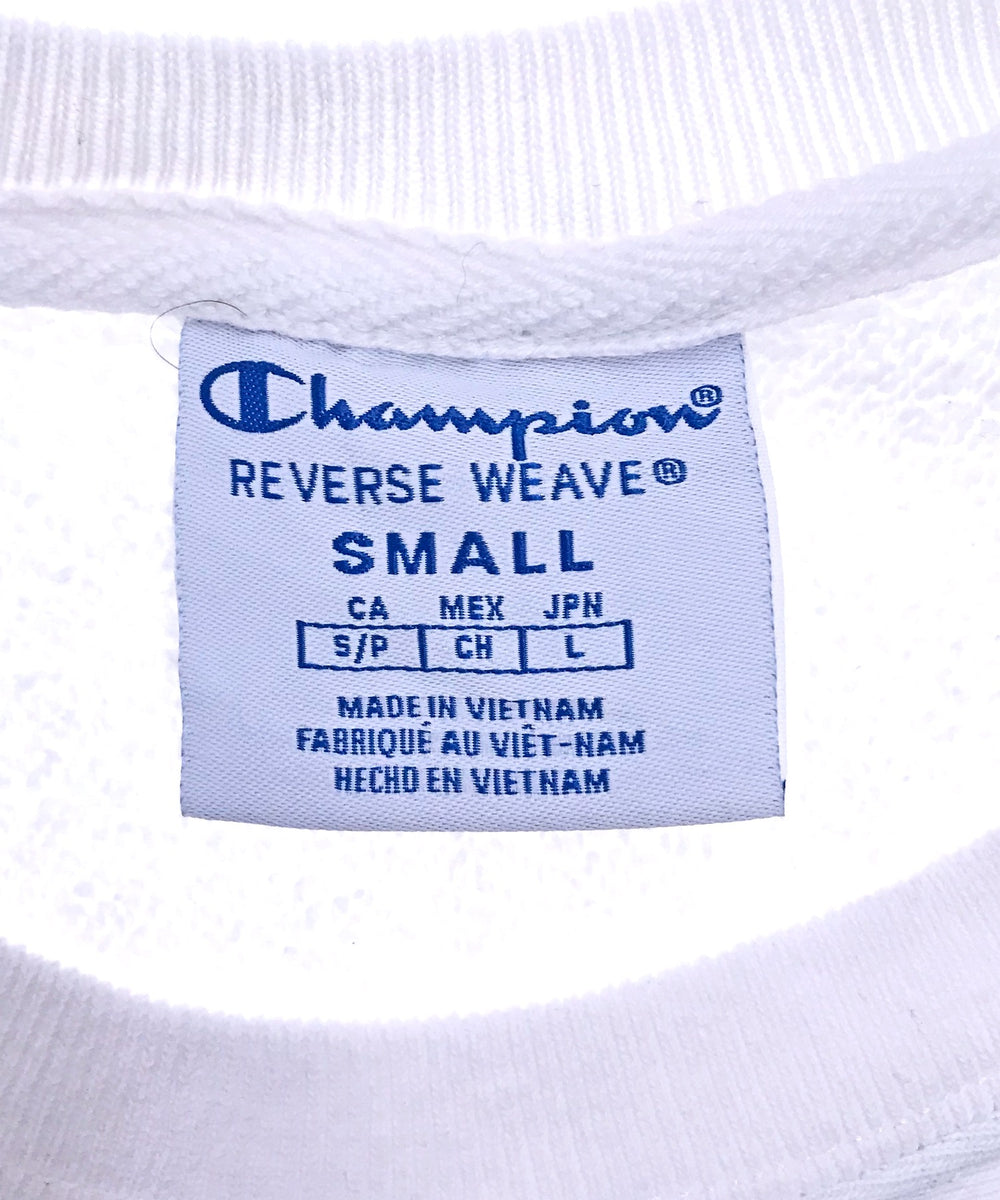 Champion®
REVERSE WEAVE®
SMALL
CA MEX JPN
S/P CH L
MADE IN VIETNAM
FABRIQUÉ AU VIÊT-NAM
HECHO EN VIETNAM